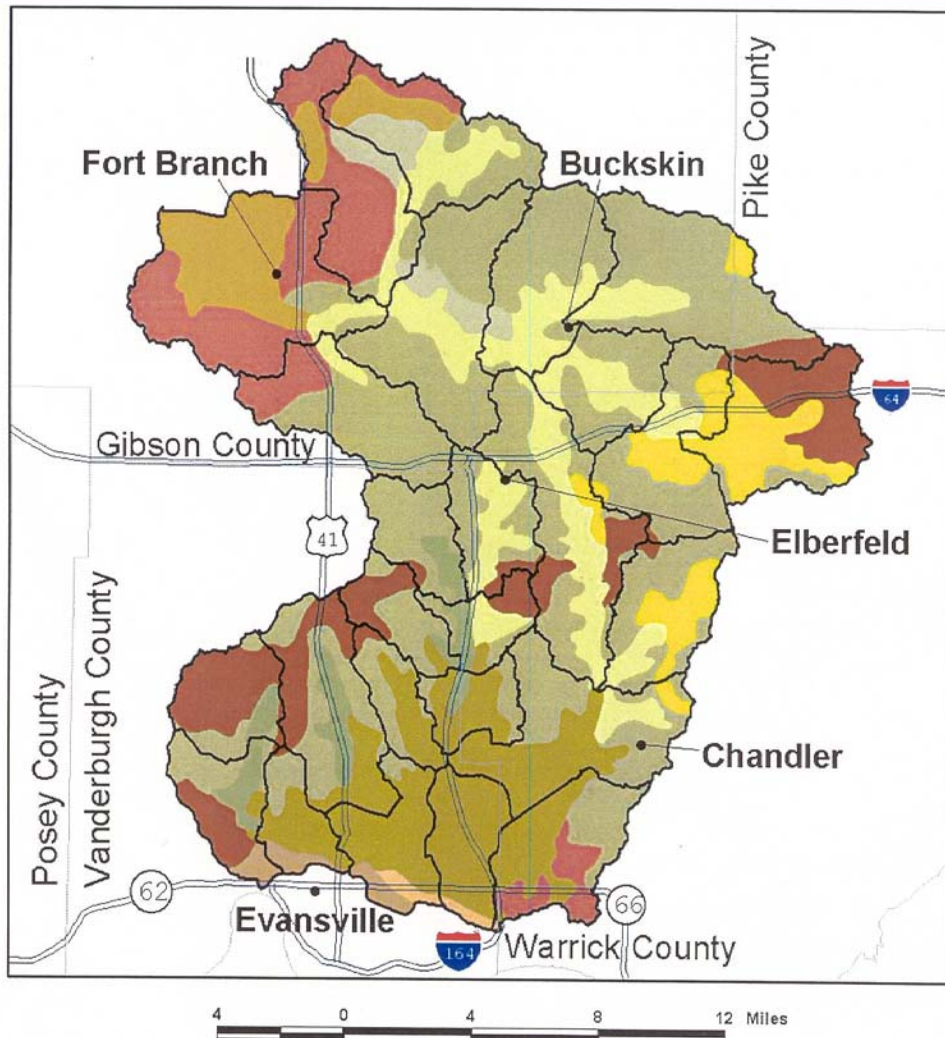 Pike County
Fort Branch
Buckskin
64
Gibson County
41
Elberfeld
Posey County
Vanderburgh County
Chandler
62
Evansville
66
164
Warrick County
4 0 4 8 12 Miles